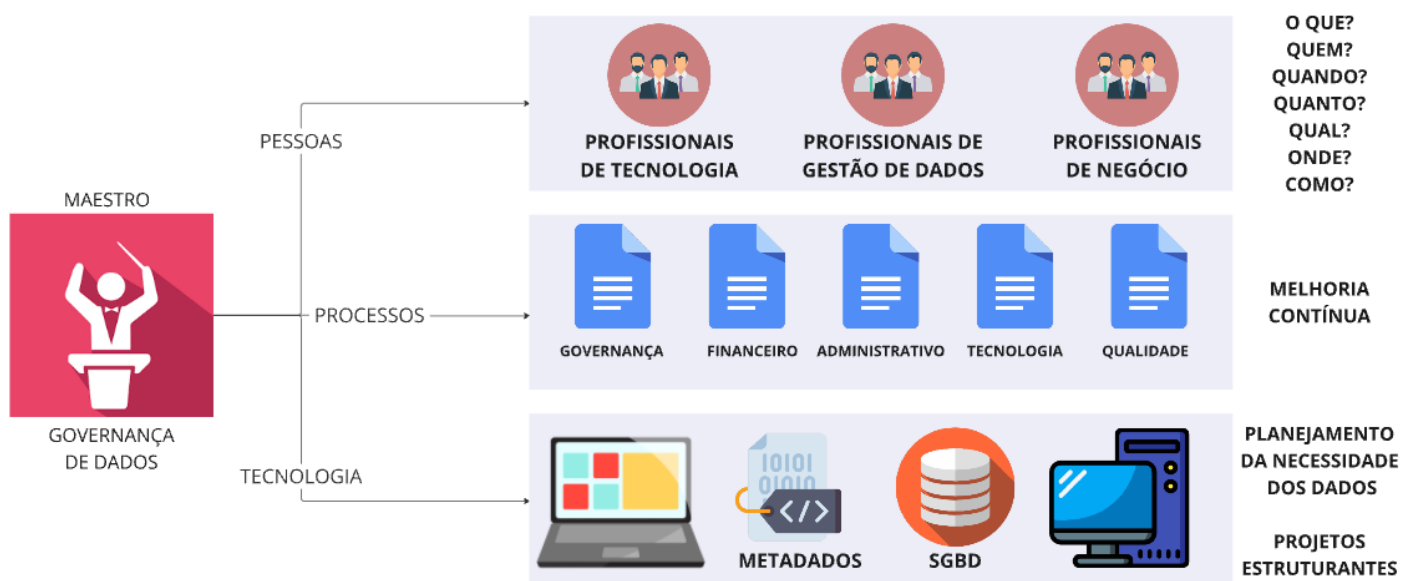 MAESTRO
GOVERNANÇA
DE DADOS
PESSOAS
PROCESSOS
TECNOLOGIA
PROFISSIONAIS
DE TECNOLOGIA
PROFISSIONAIS DE
GESTÃO DE DADOS
PROFISSIONAIS
DE NEGÓCIO
O QUE?
QUEM?
QUANDO?
QUANTO?
QUAL?
ONDE?
COMO?
GOVERNANÇA
FINANCEIRO
ADMINISTRATIVO
TECNOLOGIA
QUALIDADE
MELHORIA
CONTÍNUA
10101
01010
</>
METADADOS
SGBD
PLANEJAMENTO
DA NECESSIDADE
DOS DADOS
PROJETOS
ESTRUTURANTES